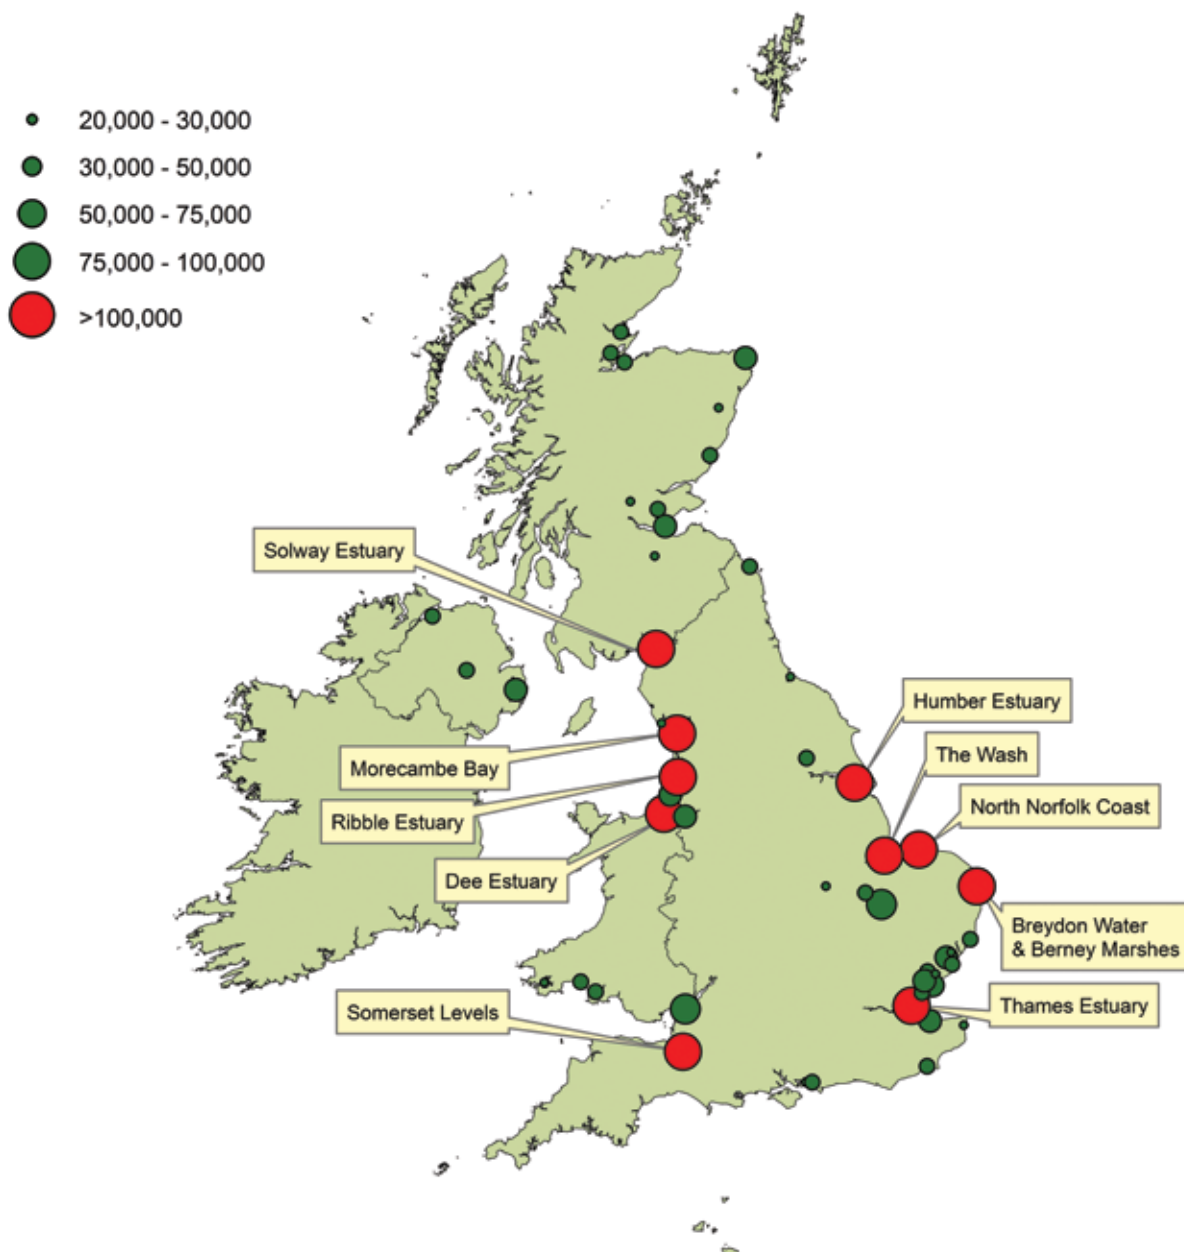 20,000 - 30,000
30,000 - 50,000
50,000 - 75,000
75,000 - 100,000
>100,000
Solway Estuary
Humber Estuary
The Wash
Morecambe Bay
North Norfolk Coast
Ribble Estuary
Dee Estuary
Breydon Water
& Berney Marshes
Somerset Levels
Thames Estuary